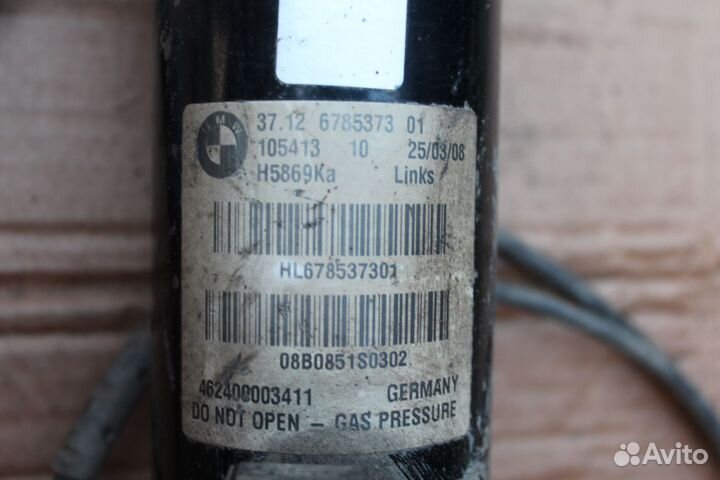 BMW
37.12 6785373 01
105413 10 25/03/08
H5869Ka Links
HL678537301
08B0851S0302
462400003411 GERMANY
DO NOT OPEN – GAS PRESSURE
Avito